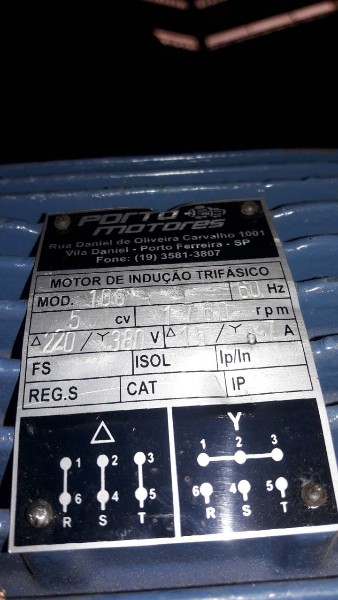 PORTO
MOTORES
Rua Daniel de Oliveira Carvalho 1001
Vila Daniel - Porto Ferreira - SP
Fone: (19) 3581-3807
MOTOR DE INDUÇÃO TRIFÁSICO
MOD. 60 Hz
5 cv rpm
Δ 220 / Y 380 V Δ / Y A
FS ISOL Ip/In
REG.S CAT IP
Δ Y
1 2 3 1 2 3
6 4 5 6 4 5
R S T R S T